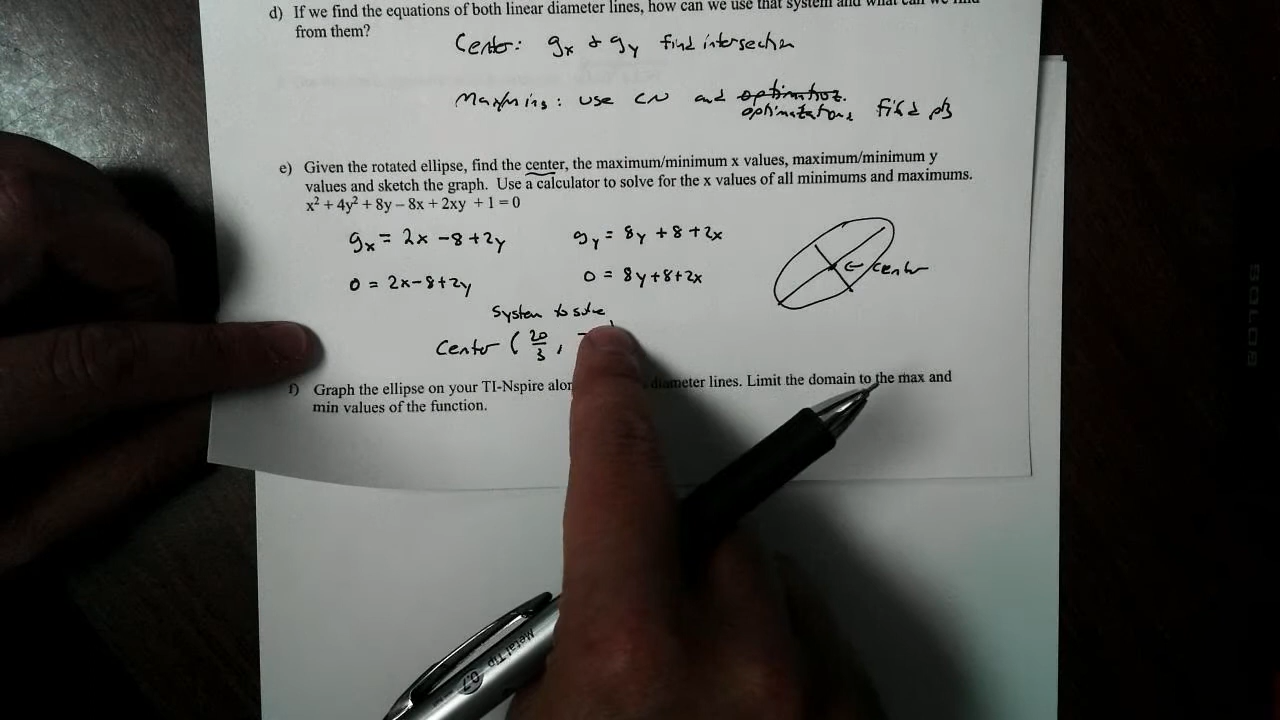 d) If we find the equations of both linear diameter lines, how can we use that system and what can we find
from them?
Center: gx & gy find intersection
Max/mins: use CN and optimization.
optimizations find pts
e) Given the rotated ellipse, find the center, the maximum/minimum x values, maximum/minimum y
values and sketch the graph. Use a calculator to solve for the x values of all minimums and maximums.
x² + 4y² + 8y – 8x + 2xy + 1 = 0
gx = 2x - 8 + 2y
gy = 8y + 8 + 2x
0 = 2x - 8 + 2y
0 = 8y + 8 + 2x
← center
System to solve
Center (20/3, -
f) Graph the ellipse on your TI-Nspire diameter lines. Limit the domain to the max and
min values of the function.
Metal Tip 0.7